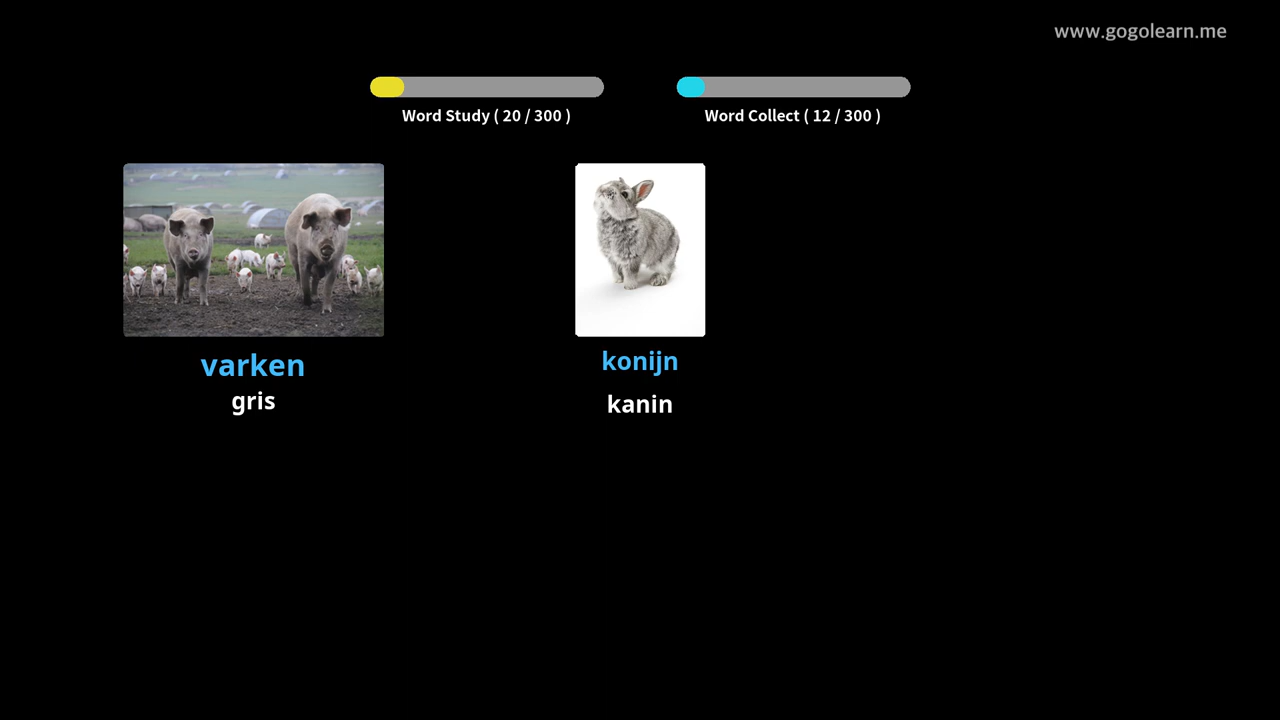 www.gogolearn.me
Word Study ( 20 / 300 )
Word Collect ( 12 / 300 )
varken
gris
konijn
kanin